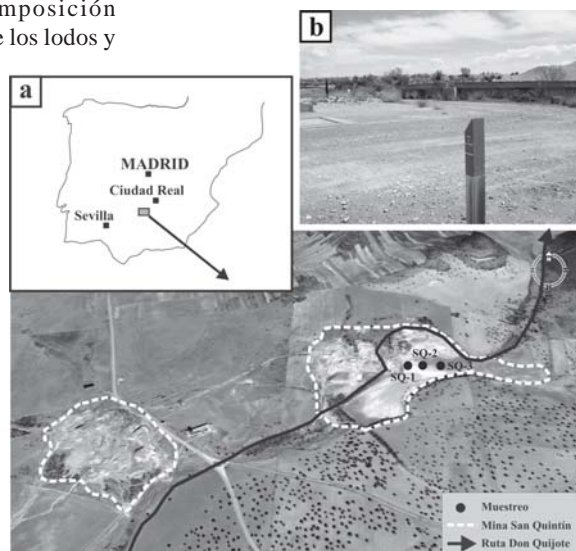 mposición
e los lodos y
b
a
MADRID
Ciudad Real
Sevilla
SQ-2
SQ-1
SQ-3
Muestreo
Mina San Quintín
Ruta Don Quijote